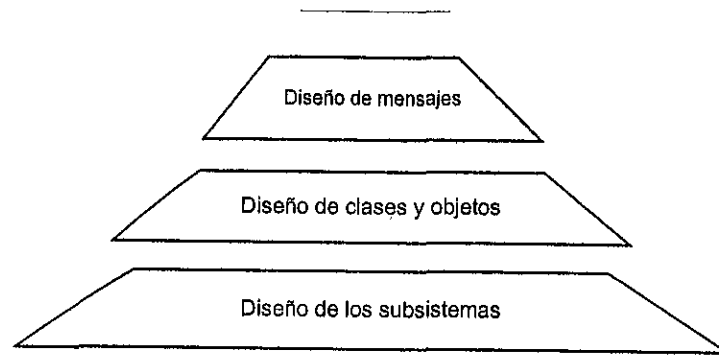 Diseño de mensajes
Diseño de clases y objetos
Diseño de los subsistemas